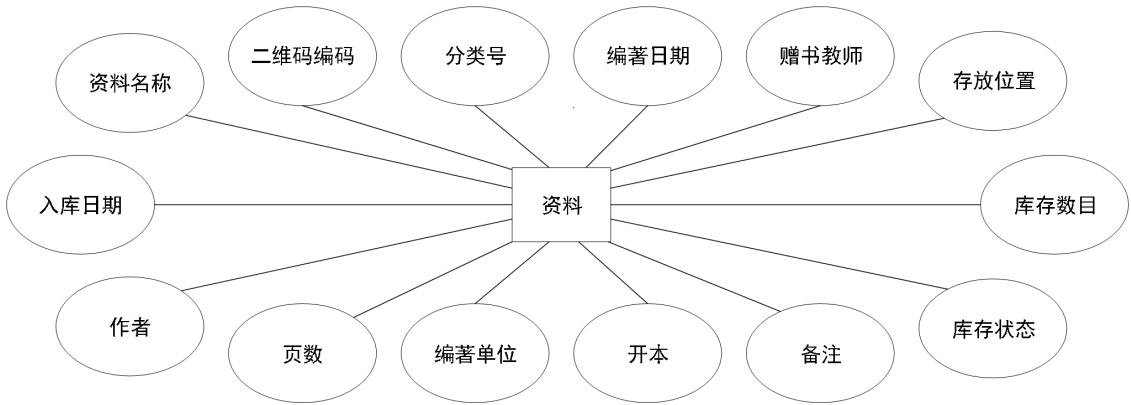 二维码编码
分类号
编著日期
赠书教师
资料名称
存放位置
入库日期
资料
库存数目
作者
库存状态
页数
编著单位
开本
备注